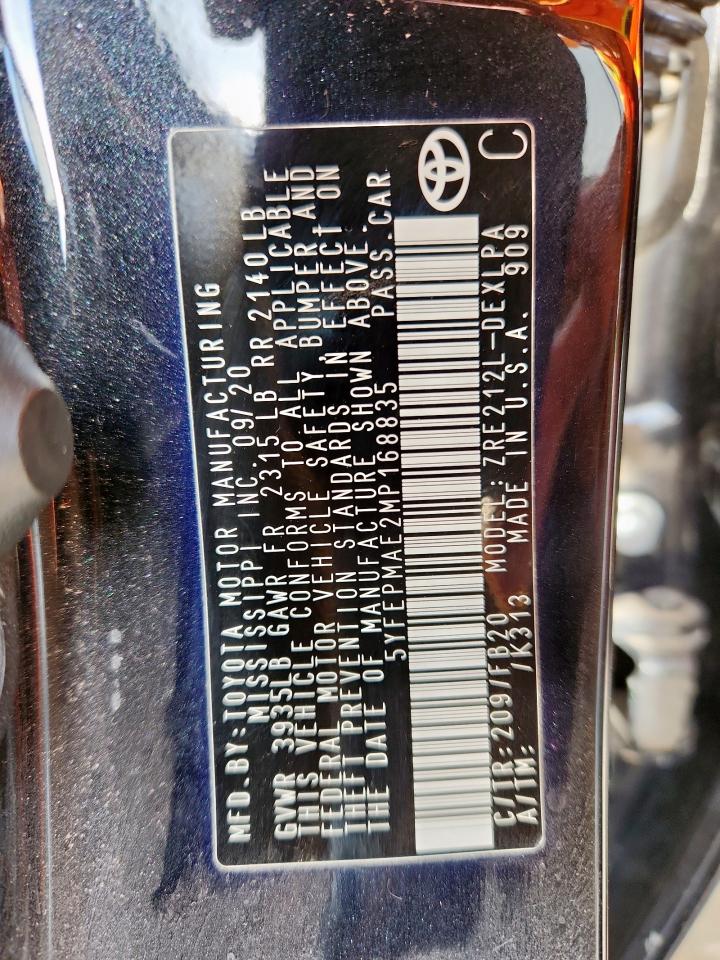 MFD.BY:TOYOTA MOTOR MANUFACTURING
MISSISSIPPI INC. 09/20
GVWR 3935LB GAWR FR 2315 LB RR 2140LB
THIS VEHICLE CONFORMS TO ALL APPLICABLE
FEDERAL MOTOR VEHICLE SAFETY, BUMPER AND
THEFT PREVENTION STANDARDS IN EFFECT ON
THE DATE OF MANUFACTURE SHOWN ABOVE.
5YFEPMAE2MP168835 PASS.CAR
C/TR:209/FB20 MODEL:ZRE212L-DEXLPA
A/TM: /K313 MADE IN U.S.A. 909
C